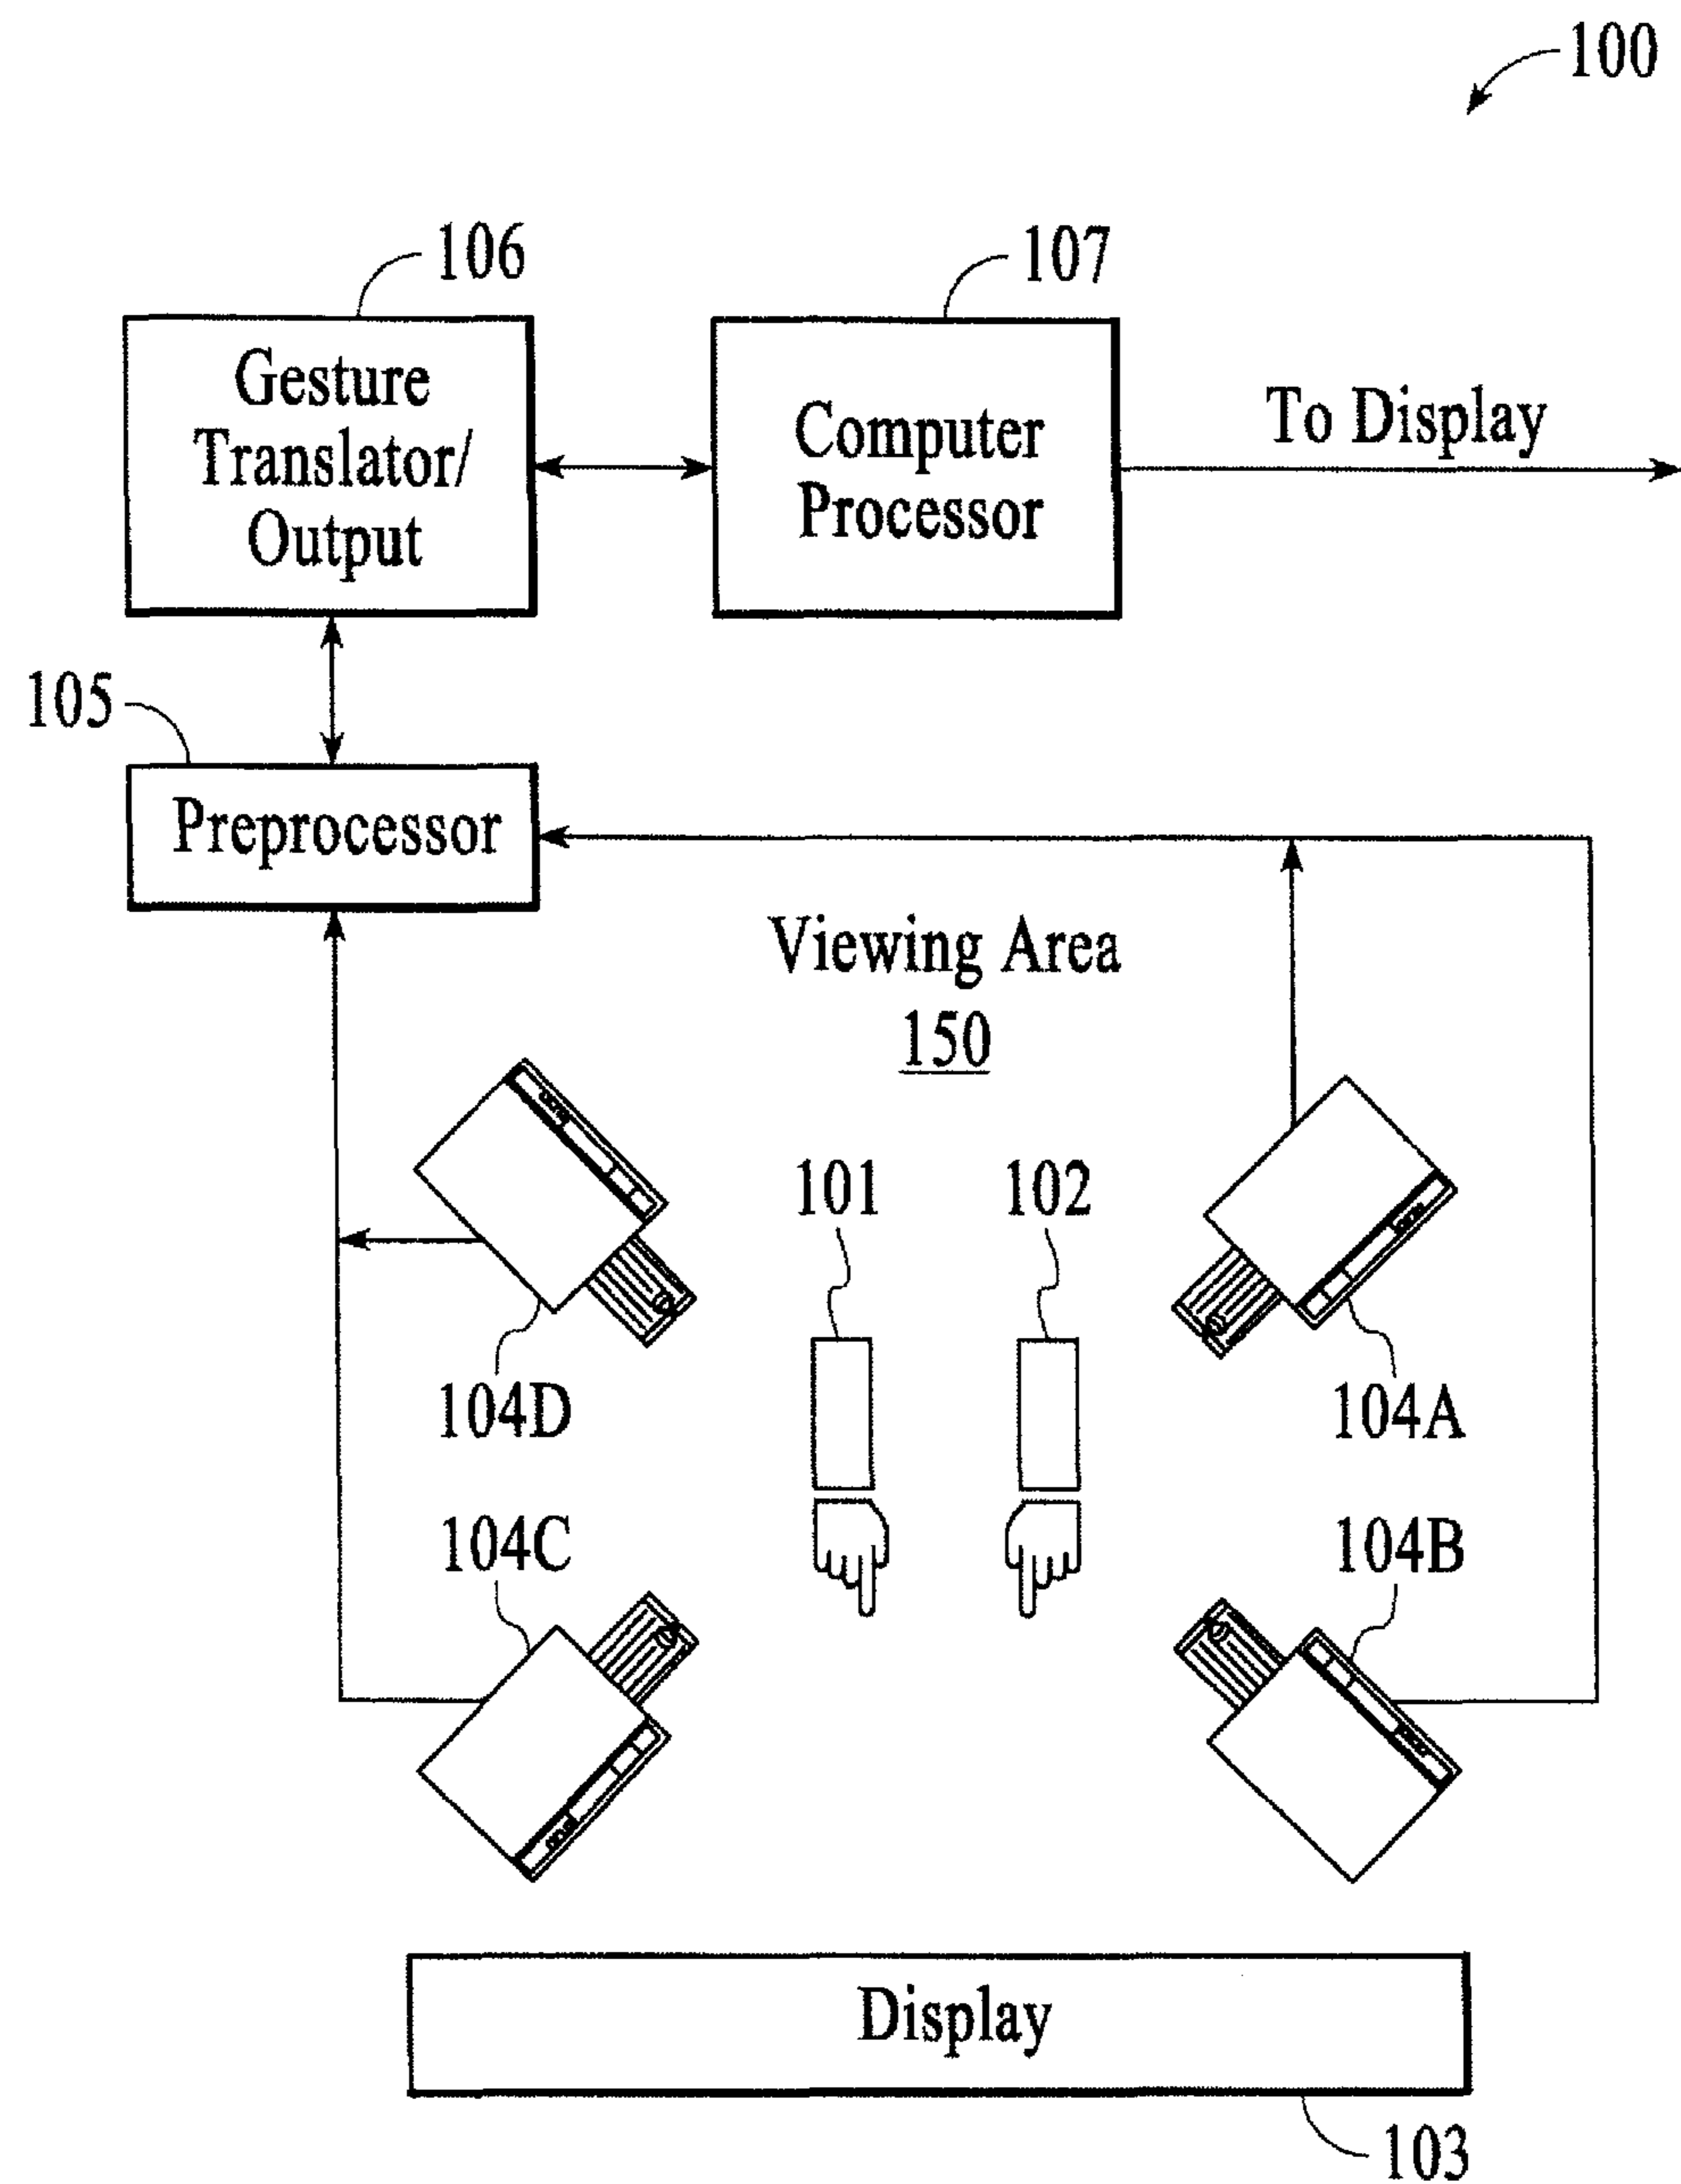 100
106
107
Gesture
Translator/
Output
Computer
Processor
To Display
105
Preprocessor
Viewing Area
150
101
102
104D
104A
104C
104B
Display
103